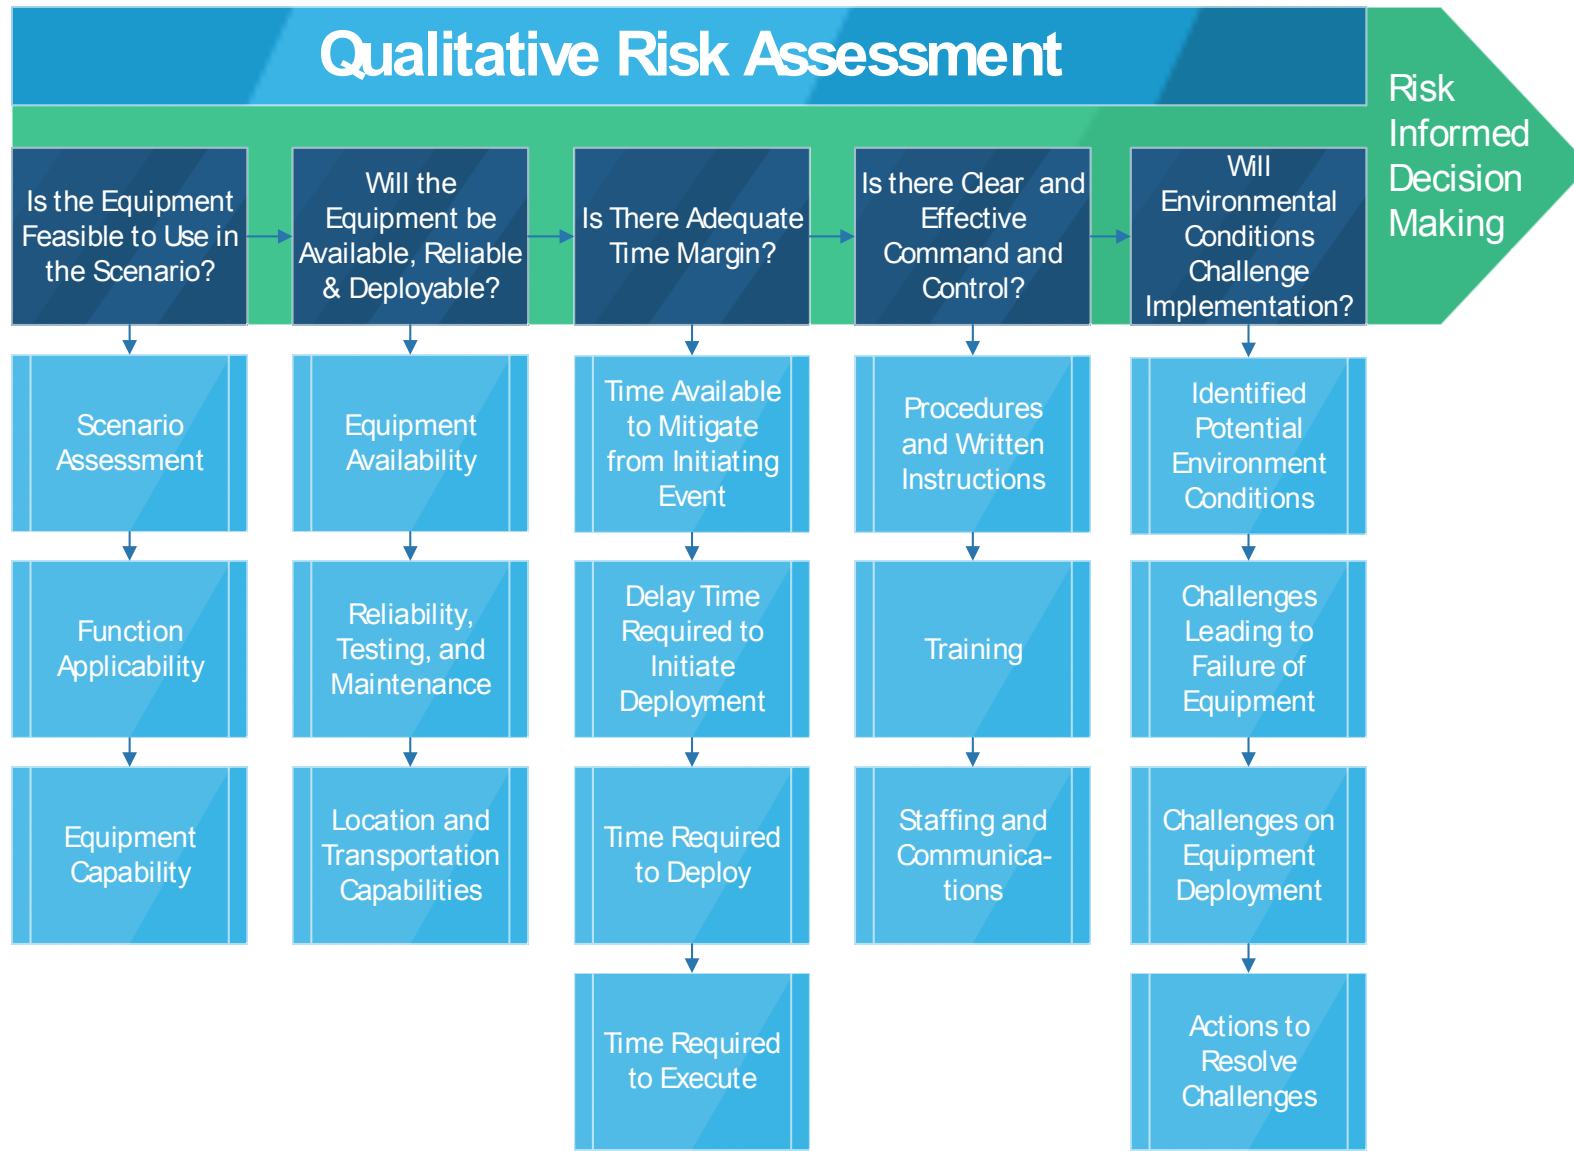 Qualitative Risk Assessment
Risk
Informed
Decision
Making
Is the Equipment
Feasible to Use in
the Scenario?
Will the
Equipment be
Available, Reliable
& Deployable?
Is There Adequate
Time Margin?
Is there Clear and
Effective
Command and
Control?
Will
Environmental
Conditions
Challenge
Implementation?
Scenario
Assessment
Equipment
Availability
Time Available
to Mitigate
from Initiating
Event
Procedures
and Written
Instructions
Identified
Potential
Environment
Conditions
Function
Applicability
Reliability,
Testing, and
Maintenance
Delay Time
Required to
Initiate
Deployment
Training
Challenges
Leading to
Failure of
Equipment
Equipment
Capability
Location and
Transportation
Capabilities
Time Required
to Deploy
Staffing and
Communica-
tions
Challenges on
Equipment
Deployment
Time Required
to Execute
Actions to
Resolve
Challenges